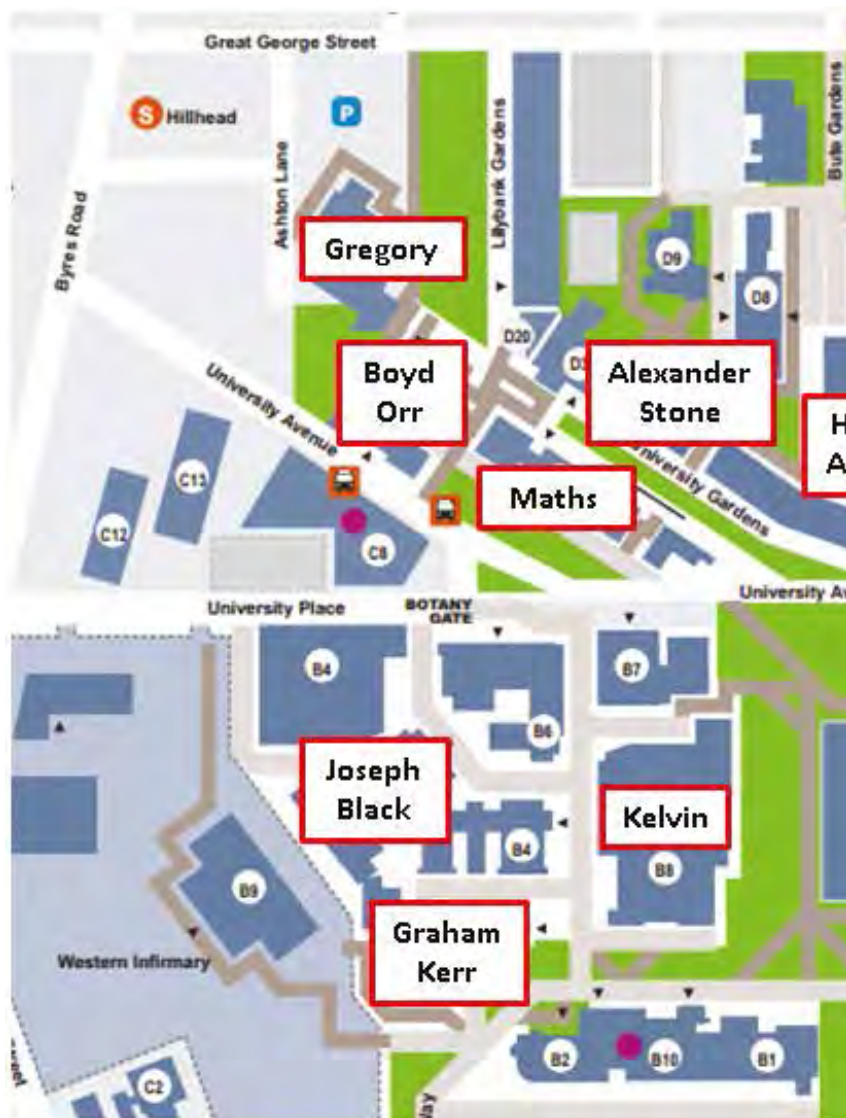 Great George Street
S Hillhead
P
Ashton Lane
Lillybank Gardens
Bute Gardens
Byres Road
D9
D8
Gregory
D20
Boyd
Orr
Alexander
Stone
H
A
University Avenue
University Gardens
Maths
C13
C12
C8
University Place
BOTANY
GATE
University Av
B4
B7
B6
Joseph
Black
Kelvin
B4
B8
B9
Graham
Kerr
Western Infirmary
B2
B10
B1
C2
Way